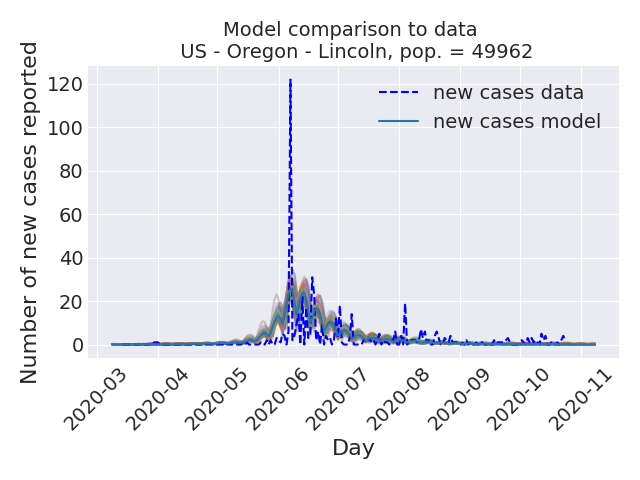 Model comparison to data
US - Oregon - Lincoln, pop. = 49962
new cases data
new cases model
Number of new cases reported
120
100
80
60
40
20
0
2020-03
2020-04
2020-05
2020-06
2020-07
2020-08
2020-09
2020-10
2020-11
Day